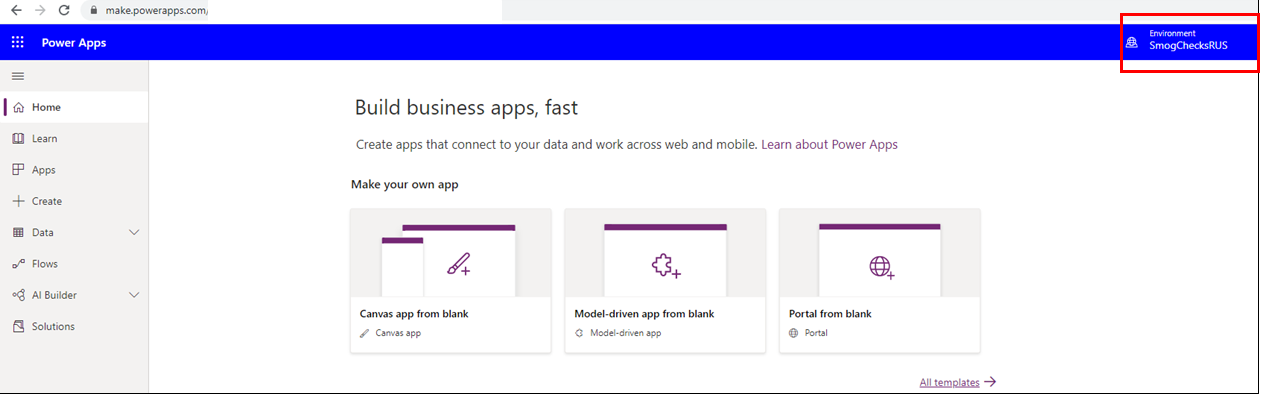 make.powerapps.com/
Power Apps
Environment
SmogChecksRUS
Home
Learn
Apps
Create
Data
Flows
AI Builder
Solutions
Build business apps, fast
Create apps that connect to your data and work across web and mobile. Learn about Power Apps
Make your own app
Canvas app from blank
Canvas app
Model-driven app from blank
Model-driven app
Portal from blank
Portal
All templates